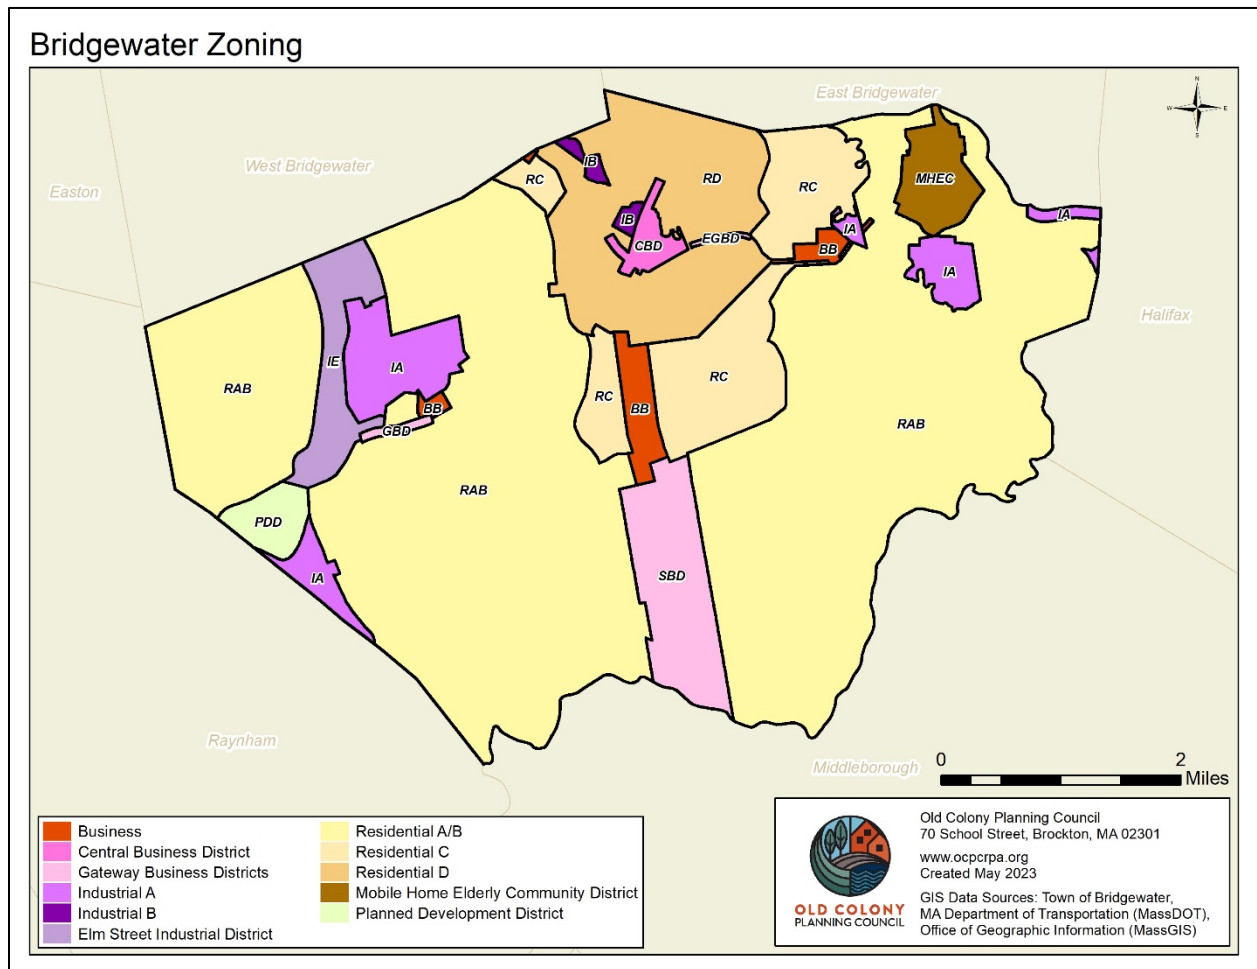 Bridgewater Zoning
East Bridgewater
N
W E
S
West Bridgewater
Easton
IB
RC
RD
RC
MHEC
IA
IB
CBD
EGBD
IA
BB
IA
Halifax
IE
IA
RAB
RC
BB
RC
BB
GBD
RAB
RAB
PDD
IA
SBD
Raynham
Middleborough
0 2
Miles
Business
Central Business District
Gateway Business Districts
Industrial A
Industrial B
Elm Street Industrial District
Residential A/B
Residential C
Residential D
Mobile Home Elderly Community District
Planned Development District
OLD COLONY
PLANNING COUNCIL
Old Colony Planning Council
70 School Street, Brockton, MA 02301
www.ocpcrpa.org
Created May 2023
GIS Data Sources: Town of Bridgewater,
MA Department of Transportation (MassDOT),
Office of Geographic Information (MassGIS)